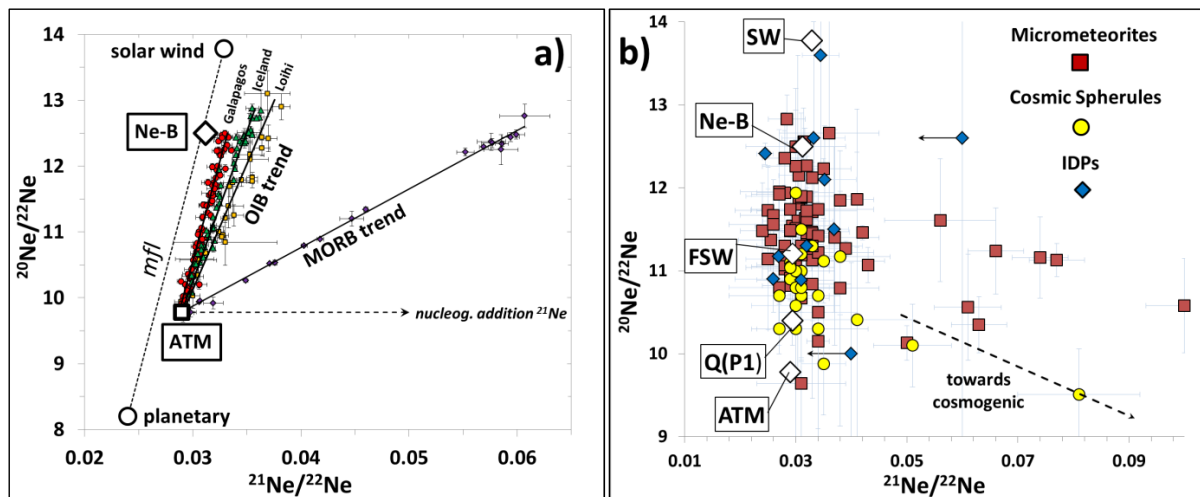 a)
solar wind
Ne-B
Galapagos
Iceland
Loihi
OIB trend
MORB trend
mfl
ATM
nucleog. addition ²¹Ne
planetary
²⁰Ne/²²Ne
14
13
12
11
10
9
8
0.02 0.03 0.04 0.05 0.06
²¹Ne/²²Ne
b)
SW
Ne-B
FSW
Q(P1)
ATM
towards
cosmogenic
²⁰Ne/²²Ne
14
13
12
11
10
9
0.01 0.03 0.05 0.07 0.09
²¹Ne/²²Ne
Micrometeorites
Cosmic Spherules
IDPs